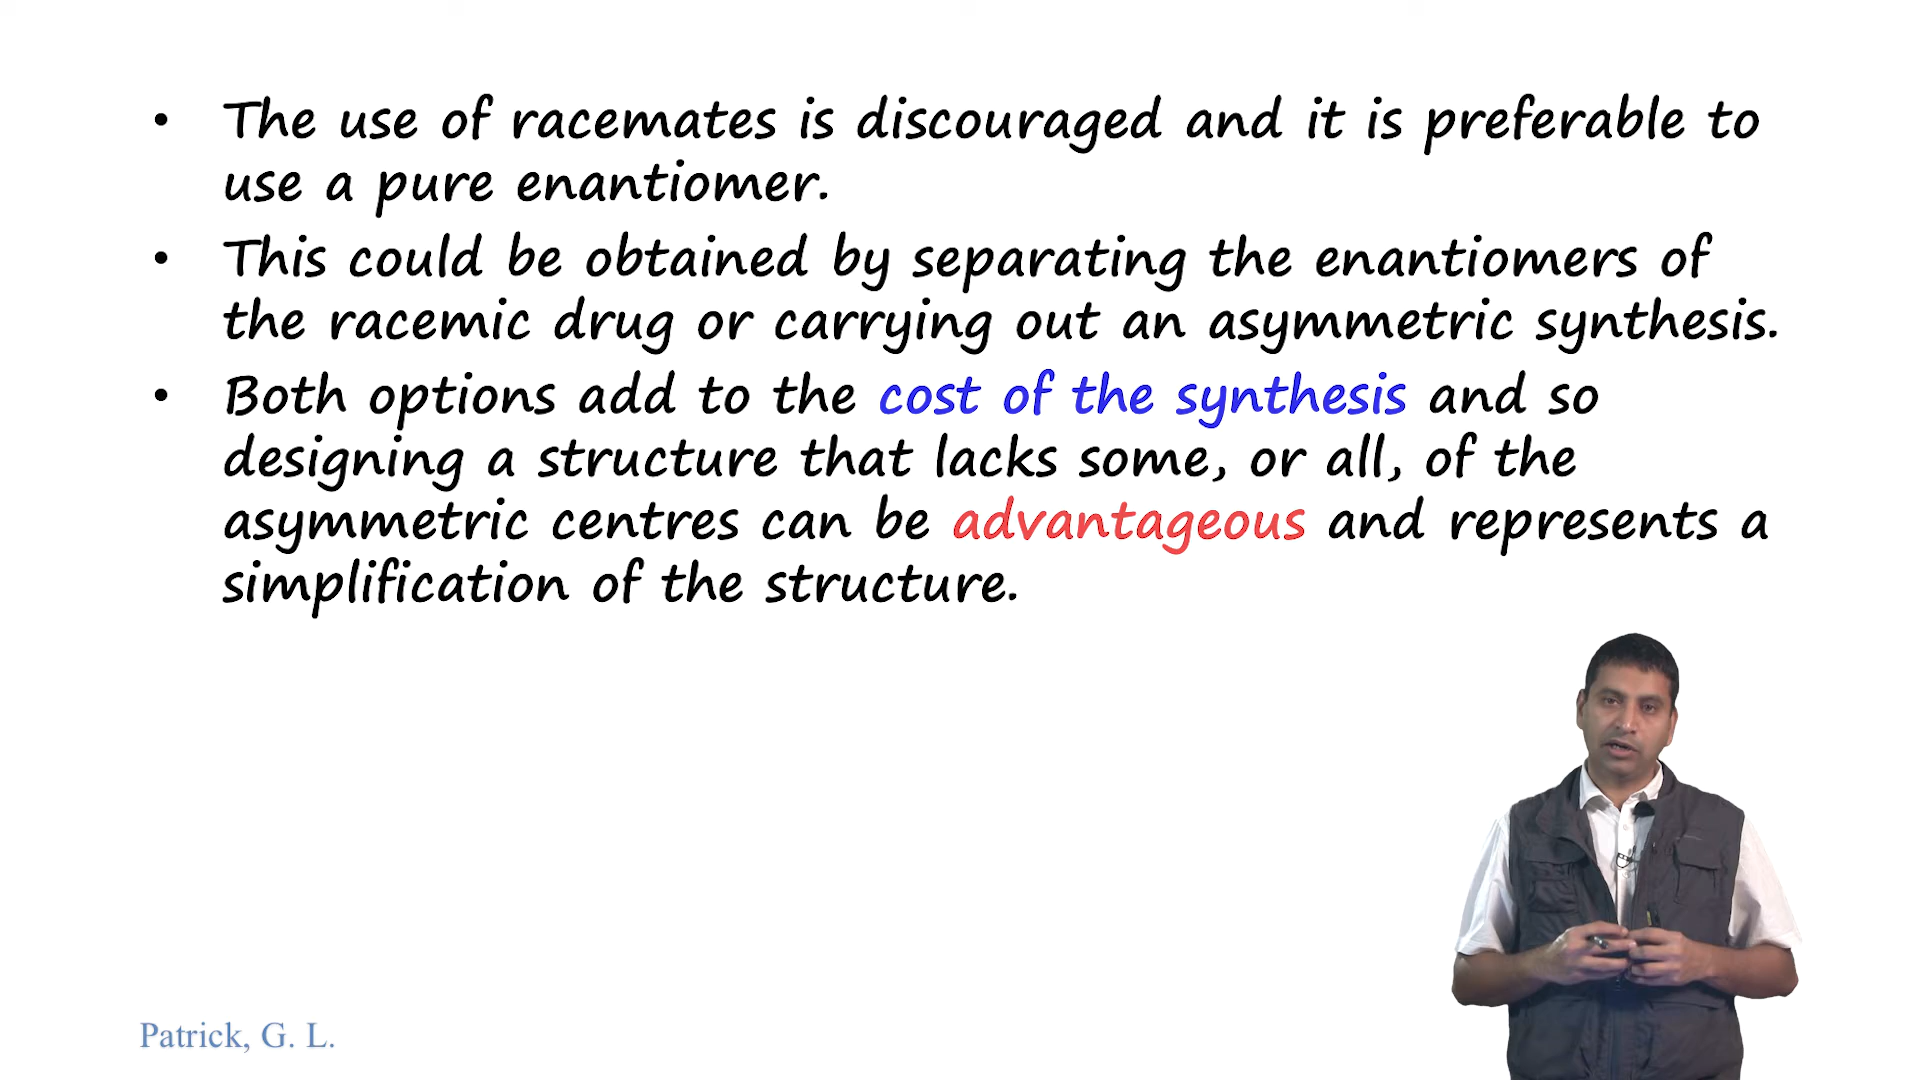 • The use of racemates is discouraged and it is preferable to
use a pure enantiomer.
• This could be obtained by separating the enantiomers of
the racemic drug or carrying out an asymmetric synthesis.
• Both options add to the cost of the synthesis and so
designing a structure that lacks some, or all, of the
asymmetric centres can be advantageous and represents a
simplification of the structure.
Patrick, G. L.